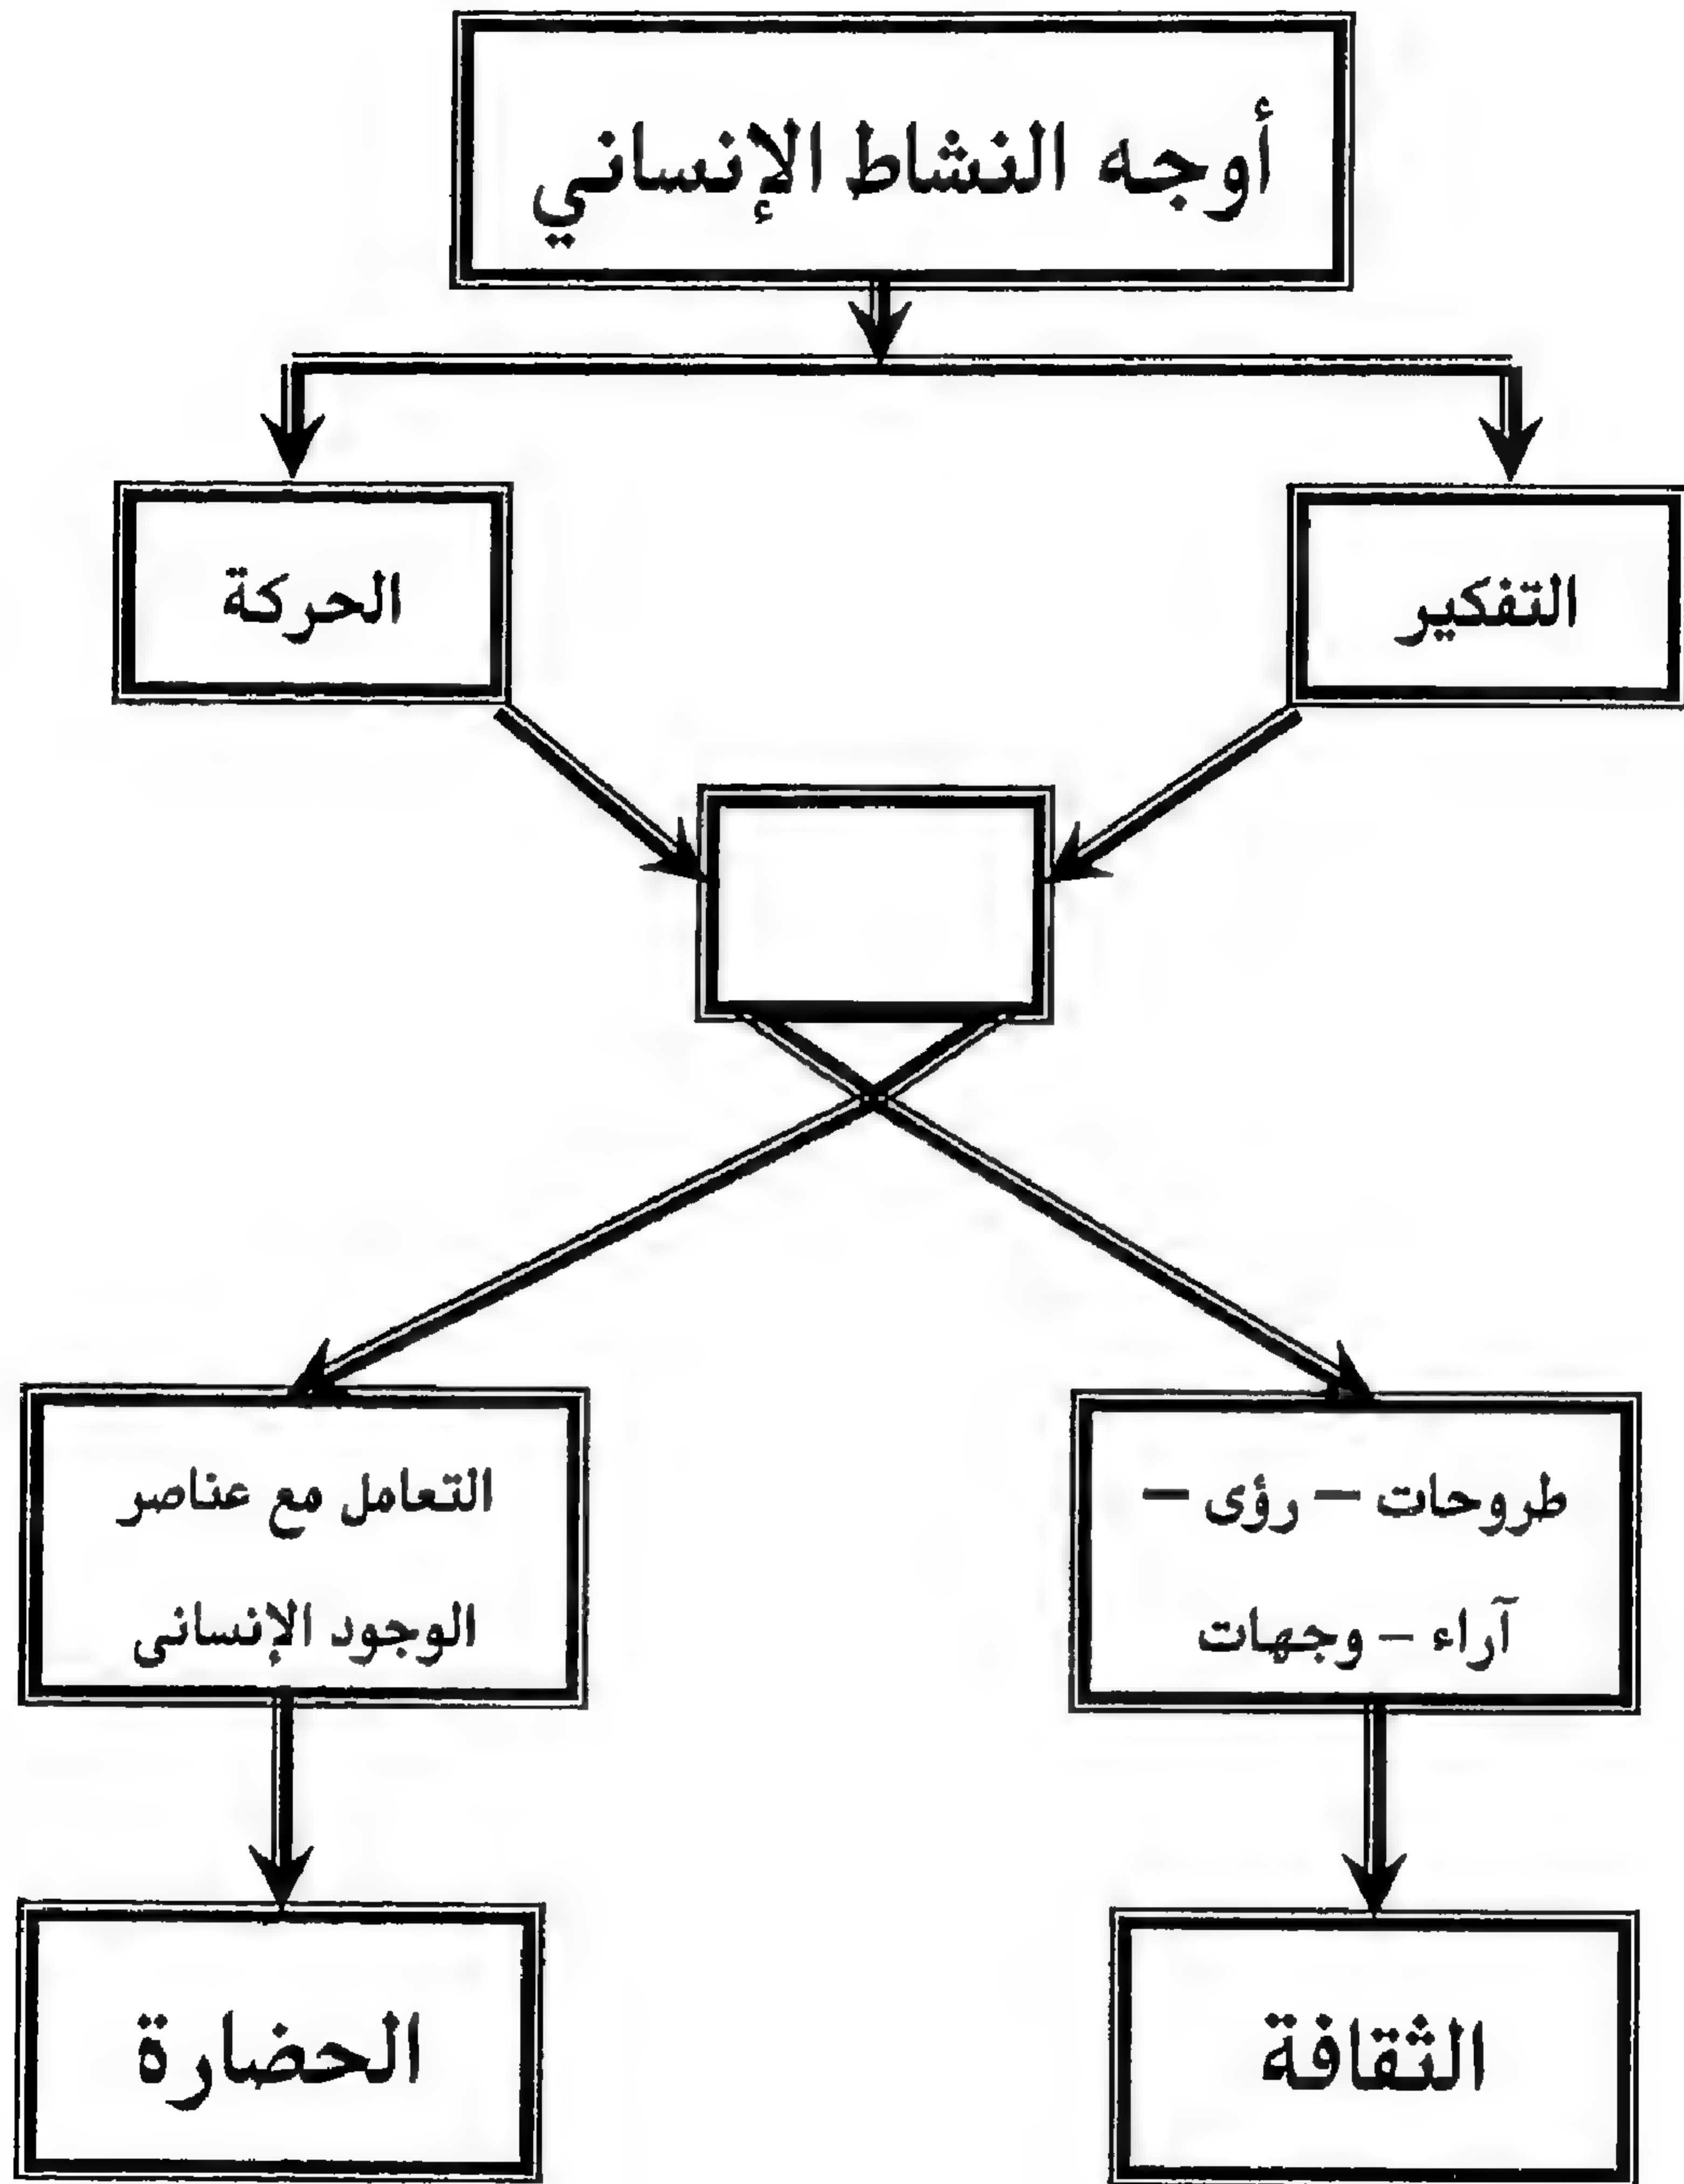 أوجه النشاط الإنساني
التفكير
الحركة
طروحات – رؤى –
آراء – وجهات
التعامل مع عناصر
الوجود الإنسانى
الثقافة
الحضارة